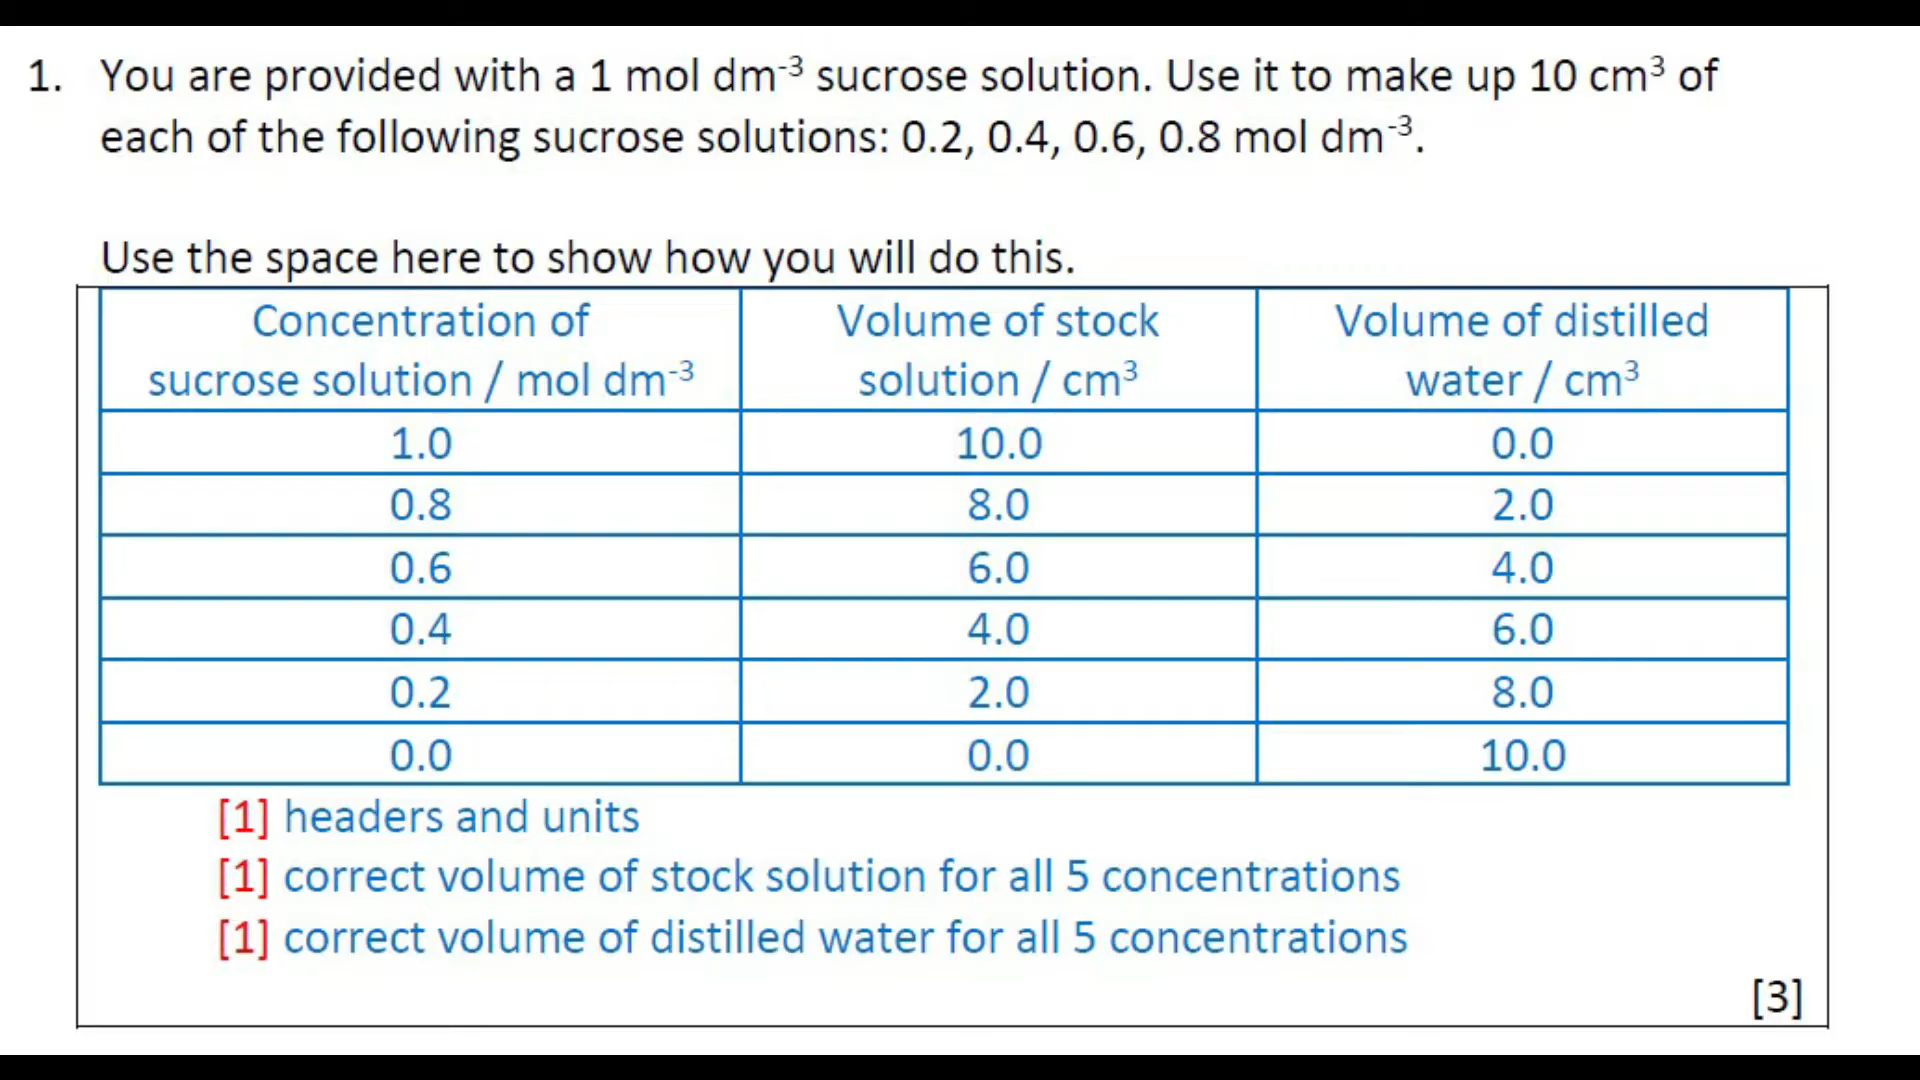 1. You are provided with a 1 mol dm⁻³ sucrose solution. Use it to make up 10 cm³ of
each of the following sucrose solutions: 0.2, 0.4, 0.6, 0.8 mol dm⁻³.
Use the space here to show how you will do this.
Concentration of sucrose solution / mol dm⁻³ Volume of stock solution / cm³ Volume of distilled water / cm³
1.0 10.0 0.0
0.8 8.0 2.0
0.6 6.0 4.0
0.4 4.0 6.0
0.2 2.0 8.0
0.0 0.0 10.0
[1] headers and units
[1] correct volume of stock solution for all 5 concentrations
[1] correct volume of distilled water for all 5 concentrations
[3]